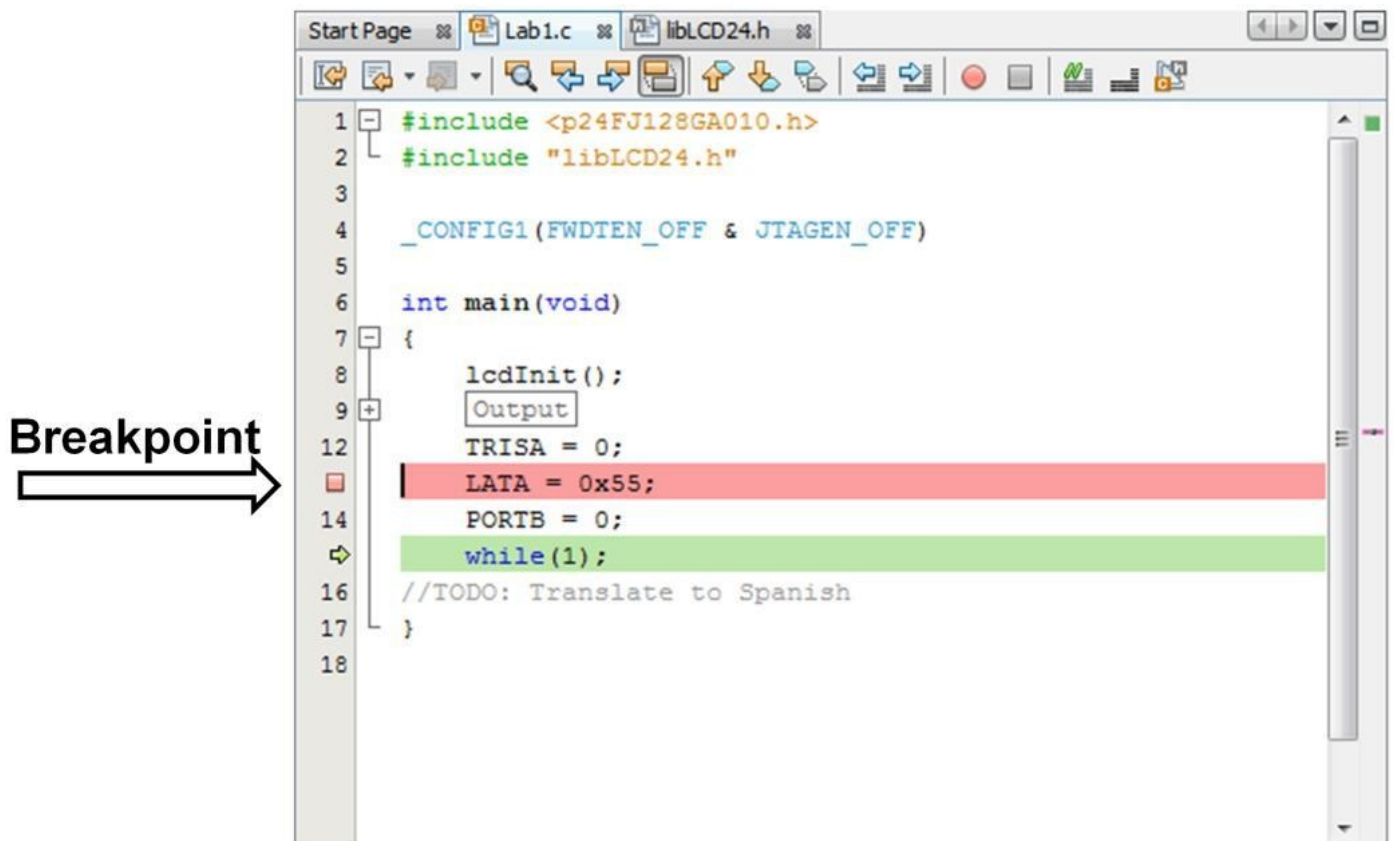 Start Page Lab1.c libLCD24.h
1 #include <p24FJ128GA010.h>
2 #include "libLCD24.h"
3
4 _CONFIG1(FWDTEN_OFF & JTAGEN_OFF)
5
6 int main(void)
7 {
8 lcdInit();
9 Output
12 TRISA = 0;
Breakpoint
LATA = 0x55;
14 PORTB = 0;
while(1);
16 //TODO: Translate to Spanish
17 }
18